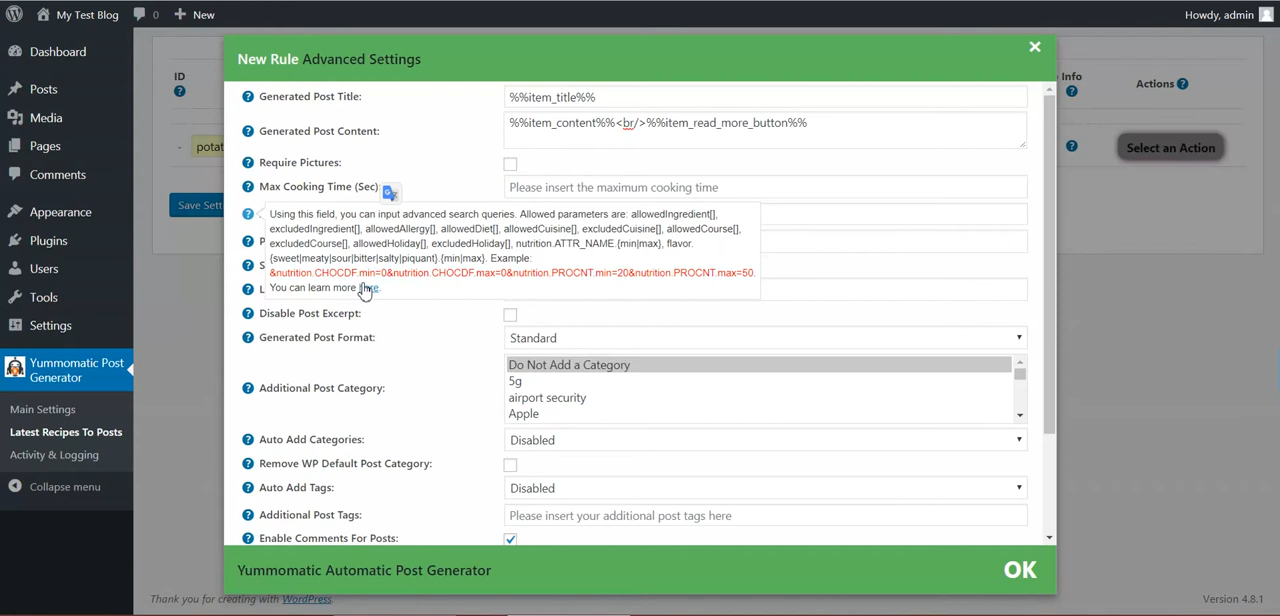 My Test Blog
0
New
Howdy, admin
Dashboard
Posts
Media
Pages
Comments
Appearance
Plugins
Users
Tools
Settings
Yummomatic Post
Generator
Main Settings
Latest Recipes To Posts
Activity & Logging
Collapse menu
ID
-
Info
Actions
Select an Action
New Rule Advanced Settings
Generated Post Title:
%%item_title%%
Generated Post Content:
%%item_content%%<br/>%%item_read_more_button%%
Require Pictures:
Max Cooking Time (Sec):
Please insert the maximum cooking time
Using this field, you can input advanced search queries. Allowed parameters are: allowedIngredient[],
excludedIngredient[], allowedAllergy[], allowedDiet[], allowedCuisine[], excludedCuisine[], allowedCourse[],
excludedCourse[], allowedHoliday[], excludedHoliday[], nutrition.ATTR_NAME.{min|max}, flavor.
{sweet|meaty|sour|bitter|salty|piquant}.{min|max}. Example:
&nutrition.CHOCDF.min=0&nutrition.CHOCDF.max=0&nutrition.PROCNT.min=20&nutrition.PROCNT.max=50.
You can learn more here.
Disable Post Excerpt:
Generated Post Format:
Standard
Additional Post Category:
Do Not Add a Category
5g
airport security
Apple
Auto Add Categories:
Disabled
Remove WP Default Post Category:
Auto Add Tags:
Disabled
Additional Post Tags:
Please insert your additional post tags here
Enable Comments For Posts:
Yummomatic Automatic Post Generator
OK
Thank you for creating with WordPress.
Version 4.8.1